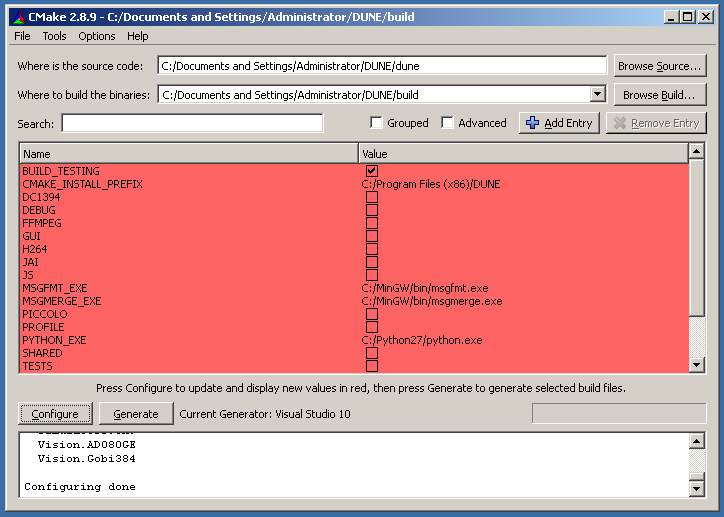 CMake 2.8.9 - C:/Documents and Settings/Administrator/DUNE/build
File Tools Options Help
Where is the source code: C:/Documents and Settings/Administrator/DUNE/dune Browse Source...
Where to build the binaries: C:/Documents and Settings/Administrator/DUNE/build Browse Build...
Search: Grouped Advanced Add Entry Remove Entry
Name Value
BUILD_TESTING
CMAKE_INSTALL_PREFIX C:/Program Files (x86)/DUNE
DC1394
DEBUG
FFMPEG
GUI
H264
JAI
JS
MSGFMT_EXE C:/MinGW/bin/msgfmt.exe
MSGMERGE_EXE C:/MinGW/bin/msgmerge.exe
PICCOLO
PROFILE
PYTHON_EXE C:/Python27/python.exe
SHARED
TESTS
Press Configure to update and display new values in red, then press Generate to generate selected build files.
Configure Generate Current Generator: Visual Studio 10
Vision.AD080GE
Vision.Gobi384
Configuring done